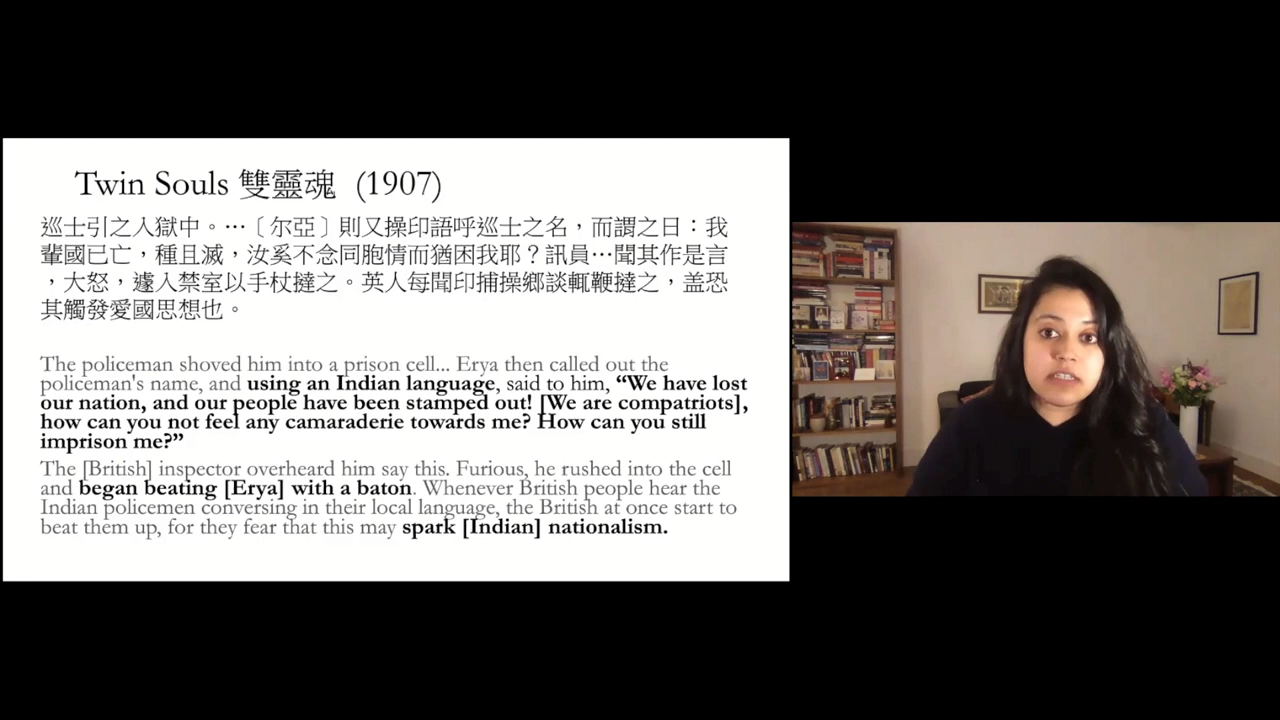 Twin Souls 雙靈魂 (1907)
巡士引之入獄中。…〔尔亞〕則又操印語呼巡士之名，而謂之日：我
輩國已亡，種且滅，汝奚不念同胞情而猶困我耶？訊員…聞其作是言
，大怒，遽入禁室以手杖撻之。英人每聞印捕操鄉談輒鞭撻之，盖恐
其觸發愛國思想也。
The policeman shoved him into a prison cell... Erya then called out the
policeman's name, and using an Indian language, said to him, “We have lost
our nation, and our people have been stamped out! [We are compatriots],
how can you not feel any camaraderie towards me? How can you still
imprison me?”
The [British] inspector overheard him say this. Furious, he rushed into the cell
and began beating [Erya] with a baton. Whenever British people hear the
Indian policemen conversing in their local language, the British at once start to
beat them up, for they fear that this may spark [Indian] nationalism.